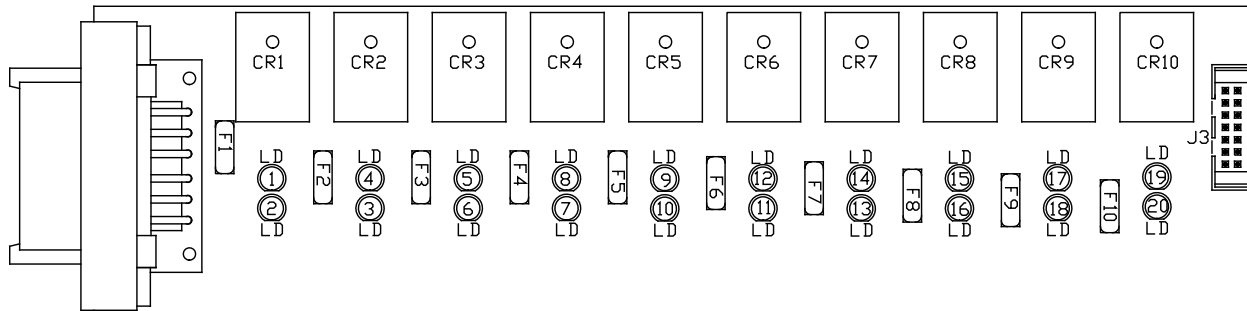 CR1 CR2 CR3 CR4 CR5 CR6 CR7 CR8 CR9 CR10
J3
F1 F2 F3 F4 F5 F6 F7 F8 F9 F10
LD LD LD LD LD LD LD LD LD LD
1 4 5 8 9 12 14 15 17 19
2 3 6 7 10 11 13 16 18 20
LD LD LD LD LD LD LD LD LD LD